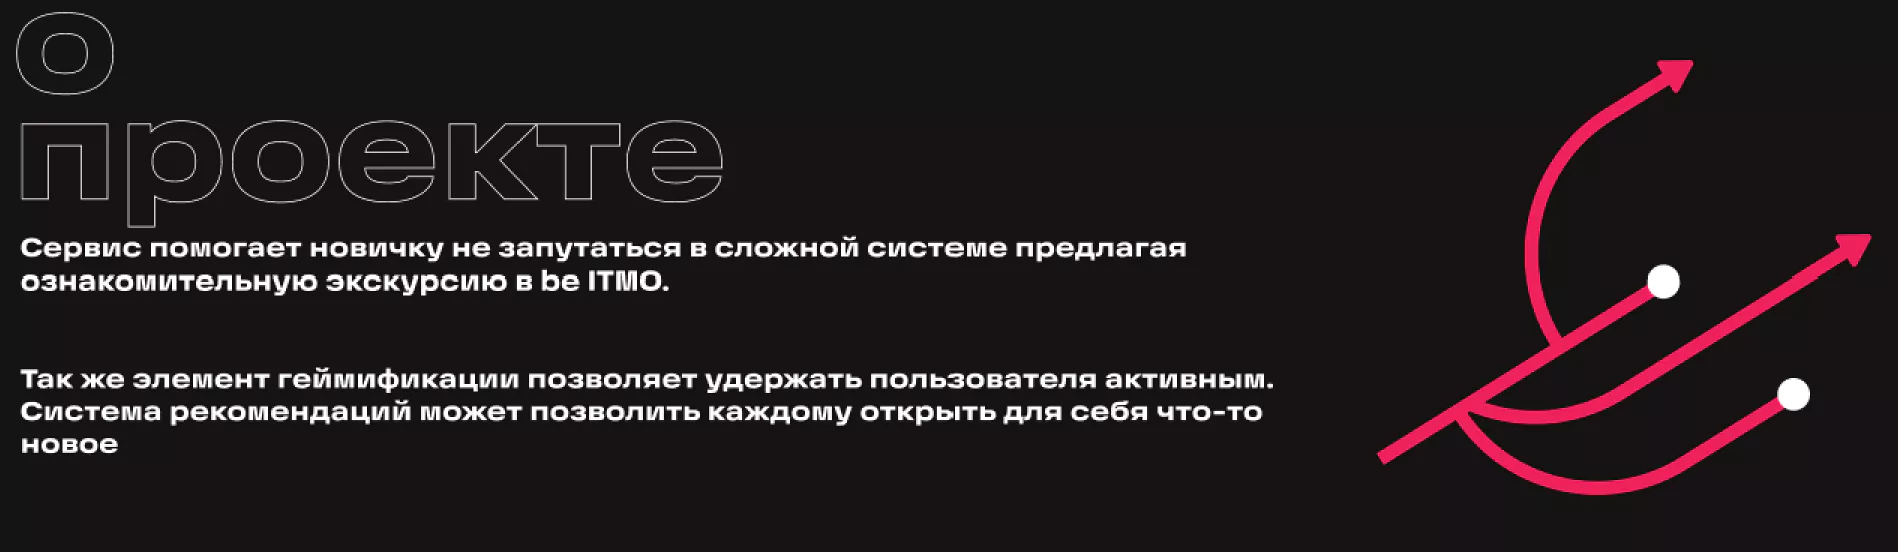 о
проекте
Сервис помогает новичку не запутаться в сложной системе предлагая
ознакомительную экскурсию в be ITMO.
Так же элемент геймификации позволяет удержать пользователя активным.
Система рекомендаций может позволить каждому открыть для себя что-то
новое